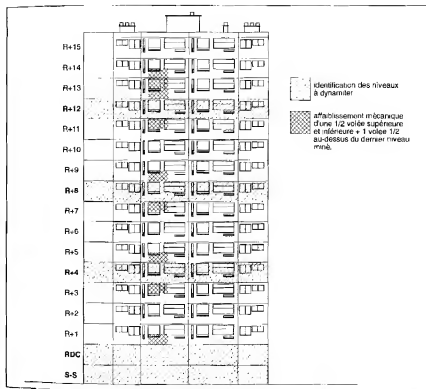 R+15
R+14
R+13
R+12
R+11
R+10
R+9
R+8
R+7
R+6
R+5
R+4
R+3
R+2
R+1
RDC
S-S
identification des niveaux
à dynamiter
affaiblissement mécanique
d'une 1/2 volée supérieure
et inférieure + 1 volée 1/2
au-dessus du dernier niveau
miné.